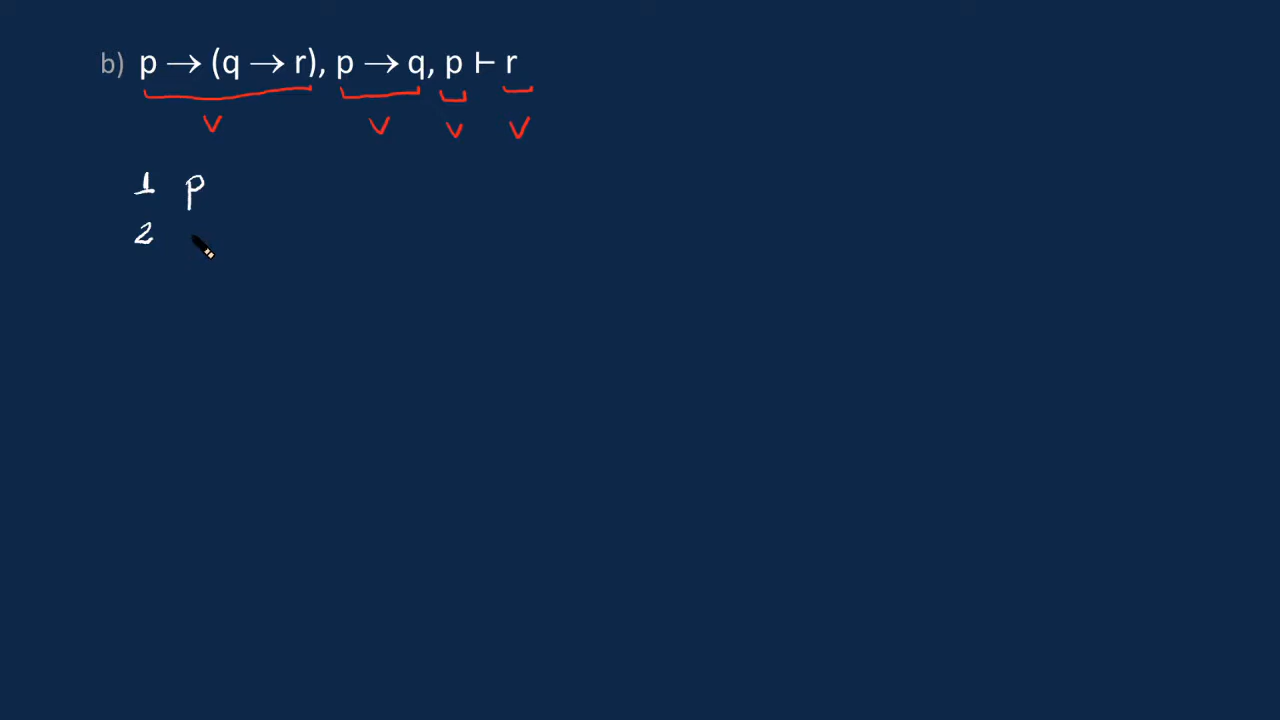 b) p → (q → r), p → q, p ⊢ r
V V V V
1 p
2